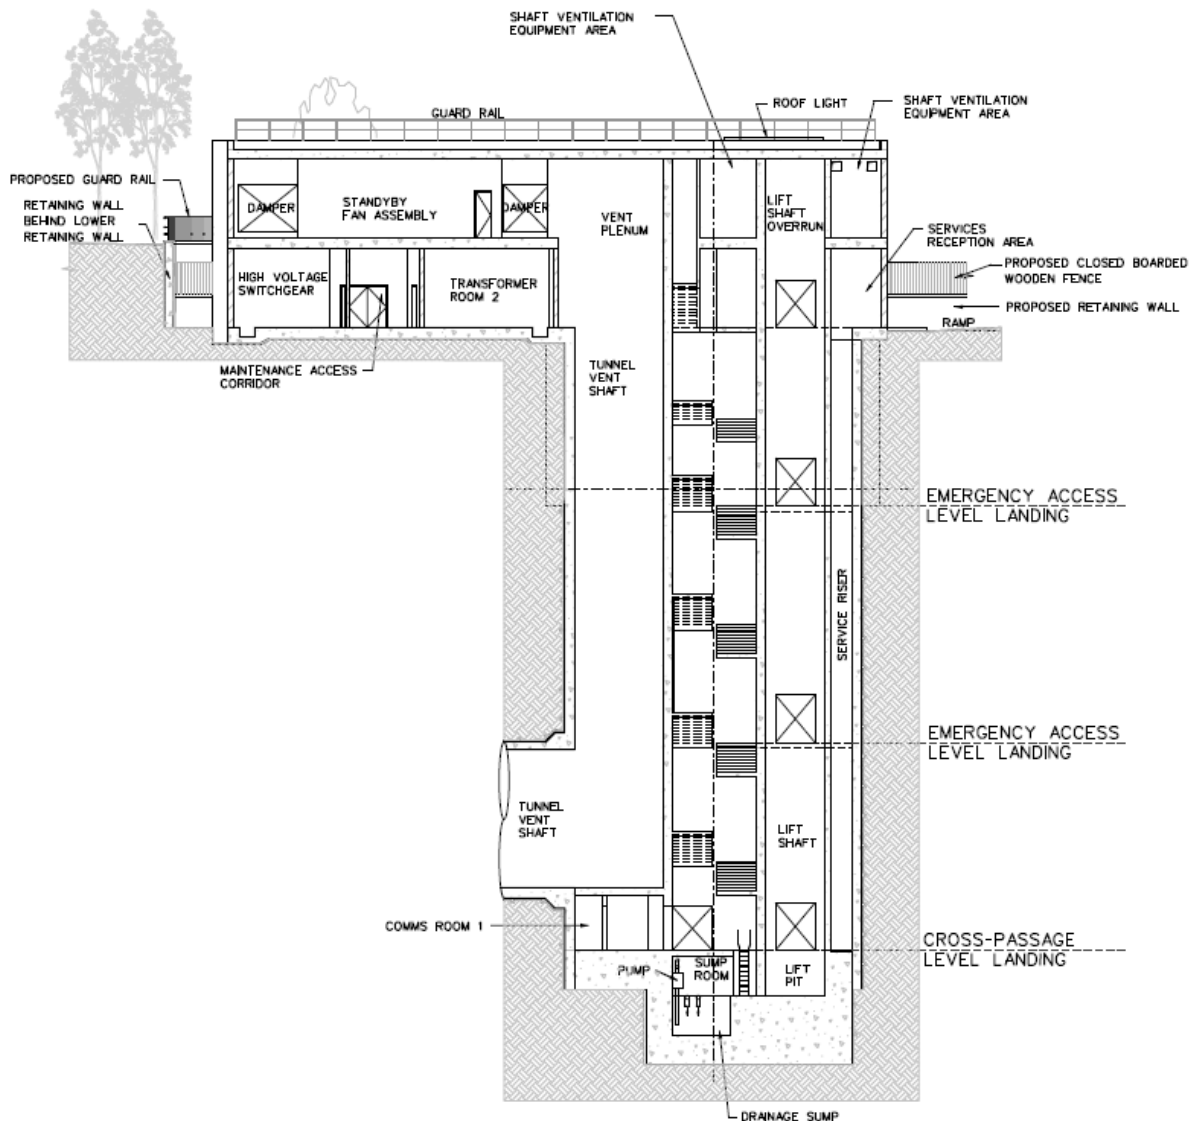 SHAFT VENTILATION
EQUIPMENT AREA
GUARD RAIL
ROOF LIGHT
SHAFT VENTILATION
EQUIPMENT AREA
PROPOSED GUARD RAIL
RETAINING WALL
BEHIND LOWER
RETAINING WALL
DAMPER
STANDYBY
FAN ASSEMBLY
DAMPER
VENT
PLENUM
LIFT
SHAFT
OVERRUN
SERVICES
RECEPTION AREA
PROPOSED CLOSED BOARDED
WOODEN FENCE
PROPOSED RETAINING WALL
RAMP
HIGH VOLTAGE
SWITCHGEAR
TRANSFORMER
ROOM 2
MAINTENANCE ACCESS
CORRIDOR
TUNNEL
VENT
SHAFT
EMERGENCY ACCESS
LEVEL LANDING
SERVICE RISER
EMERGENCY ACCESS
LEVEL LANDING
TUNNEL
VENT
SHAFT
LIFT
SHAFT
COMMS ROOM 1
CROSS-PASSAGE
LEVEL LANDING
PUMP
SUMP
ROOM
LIFT
PIT
DRAINAGE SUMP